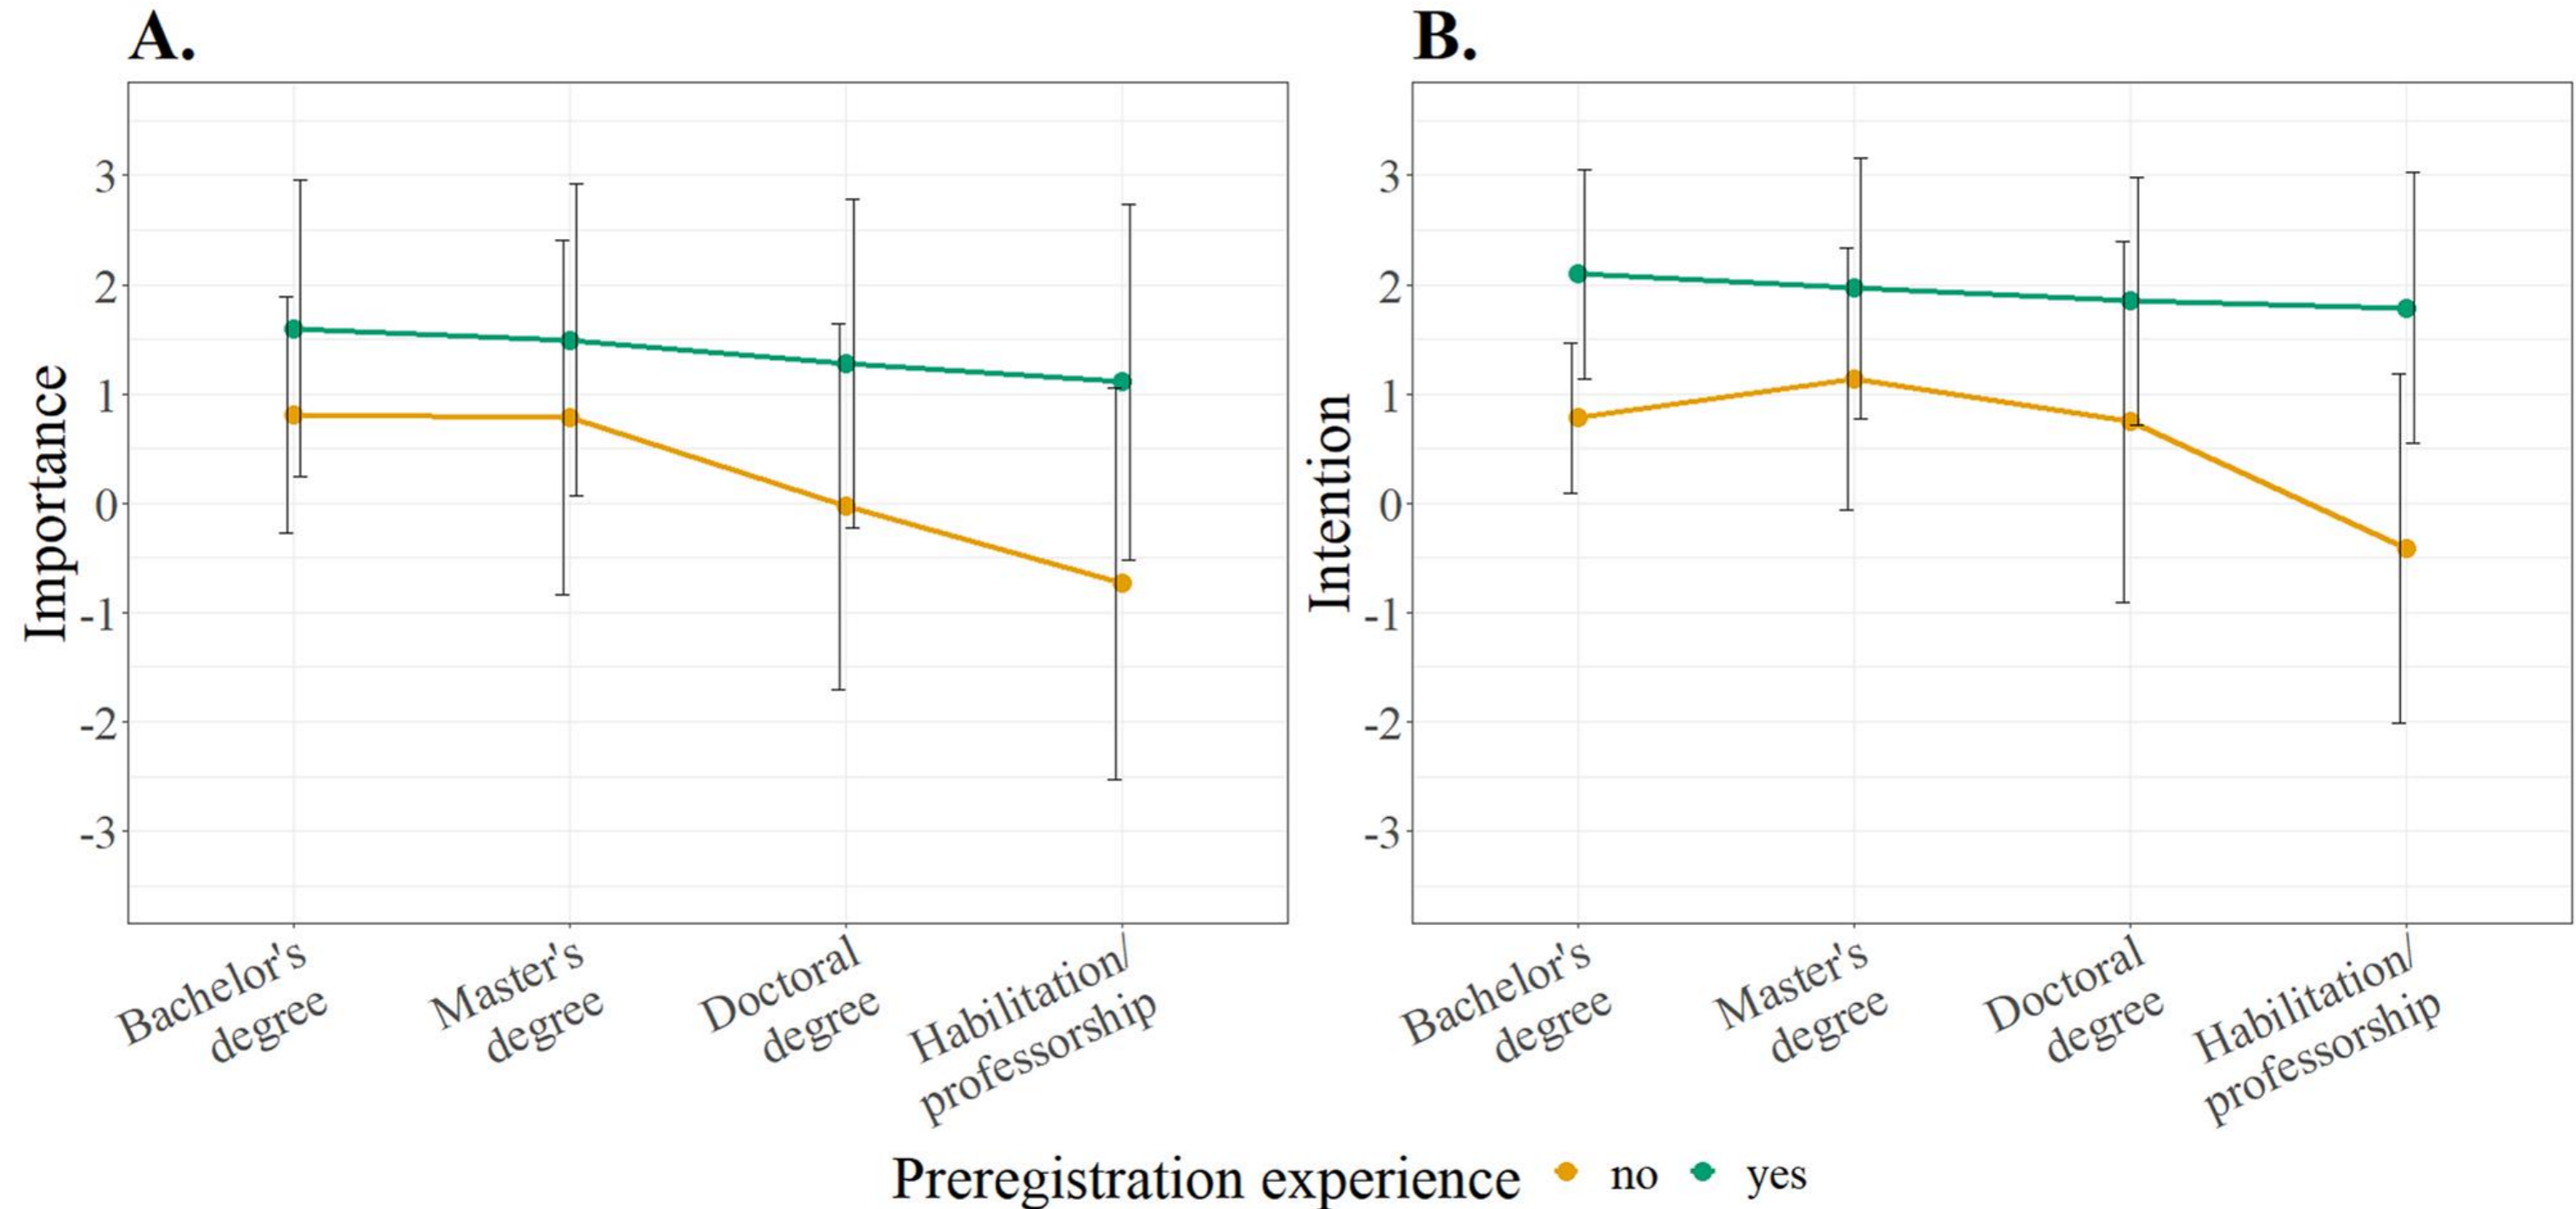 A.
Importance
3
2
1
0
-1
-2
-3
Bachelor's
degree
Master's
degree
Doctoral
degree
Habilitation/
professorship
B.
Intention
3
2
1
0
-1
-2
-3
Bachelor's
degree
Master's
degree
Doctoral
degree
Habilitation/
professorship
Preregistration experience no yes